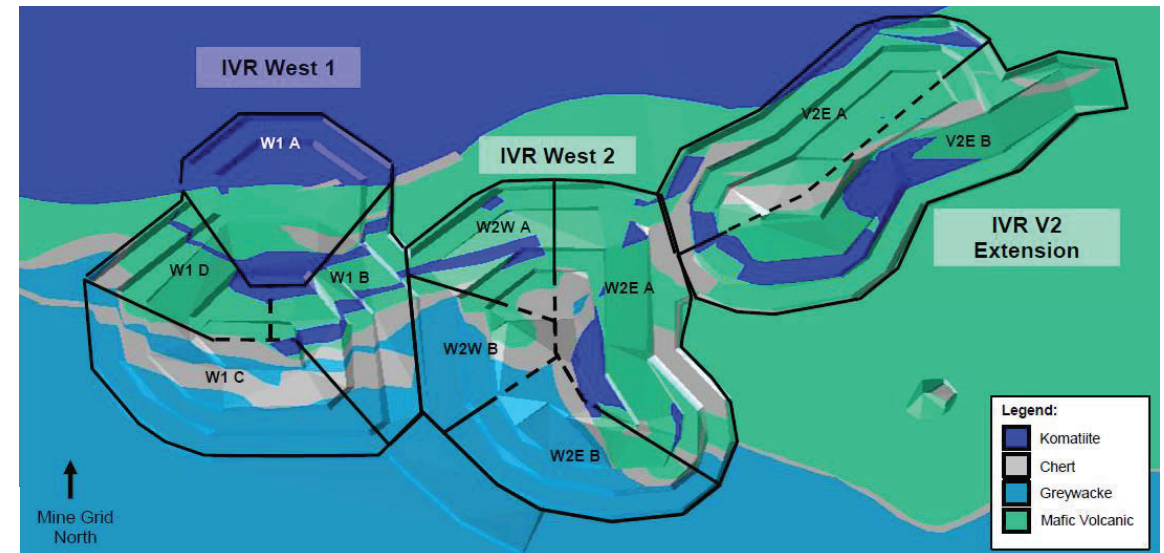 IVR West 1
W1 A
IVR West 2
V2E A
V2E B
IVR V2
Extension
W2W A
W1 D
W1 B
W2E A
W2W B
W1 C
W2E B
Mine Grid
North
Legend:
Komatiite
Chert
Greywacke
Mafic Volcanic